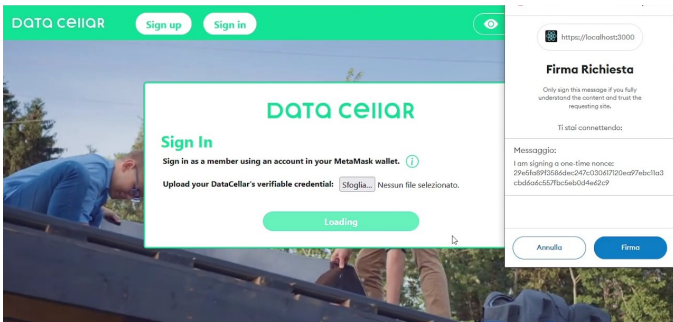 DATA CELLAR
Sign up
Sign in
DATA CELLAR
Sign In
Sign in as a member using an account in your MetaMask wallet. i
Upload your DataCellar's verifiable credential: Sfoglia... Nessun file selezionato.
Loading
https://localhost:3000
Firma Richiesta
Only sign this message if you fully
understand the content and trust the
requesting site.
Ti stai connettendo:
Messaggio:
I am signing a one-time nonce:
29e5fa89f3586dec247c030617120ea97ebc11a3
cbd6a6c557fbc5eb0d4e62c9
Annulla
Firma